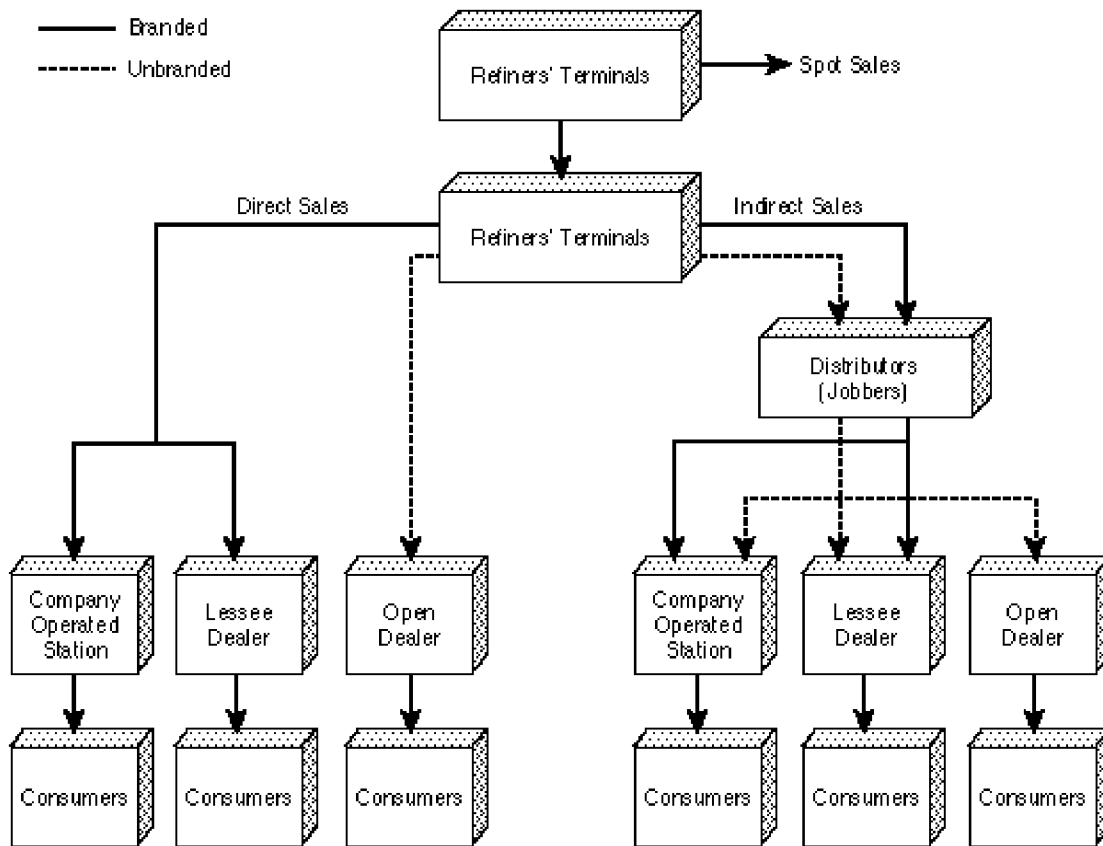 Branded
Unbranded
Refiners' Terminals
Spot Sales
Direct Sales
Indirect Sales
Refiners' Terminals
Distributors
(Jobbers)
Company
Operated
Station
Lessee
Dealer
Open
Dealer
Company
Operated
Station
Lessee
Dealer
Open
Dealer
Consumers
Consumers
Consumers
Consumers
Consumers
Consumers